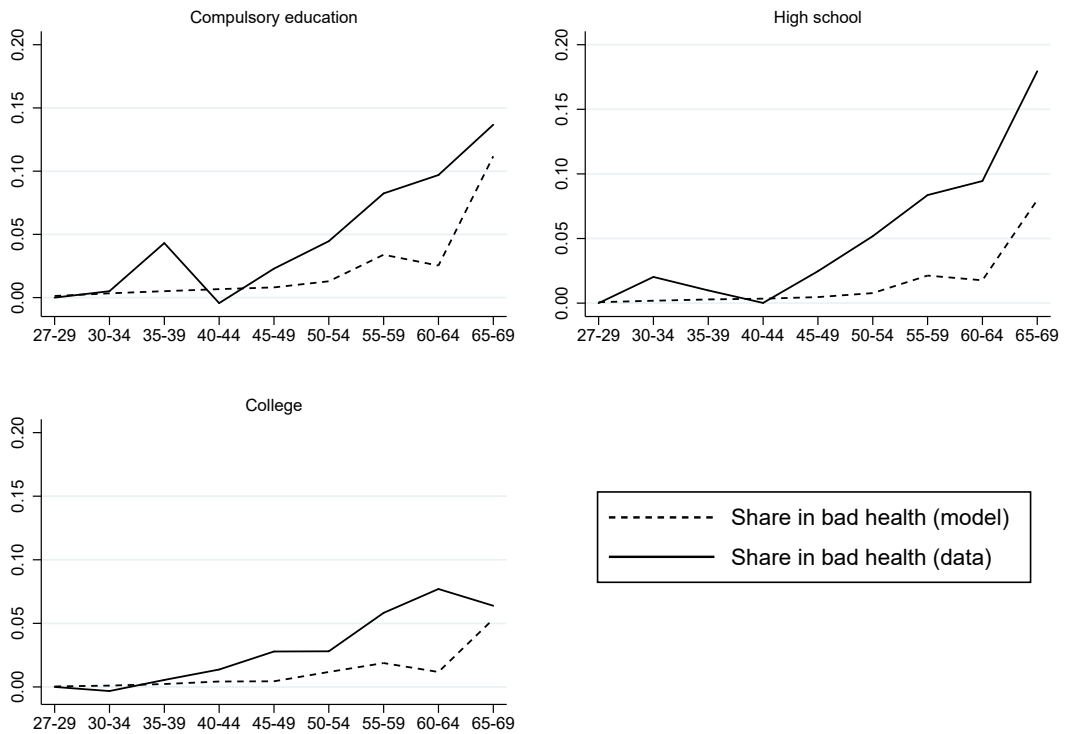 Compulsory education
0.20
0.15
0.10
0.05
0.00
27-29 30-34 35-39 40-44 45-49 50-54 55-59 60-64 65-69
High school
0.20
0.15
0.10
0.05
0.00
27-29 30-34 35-39 40-44 45-49 50-54 55-59 60-64 65-69
College
0.20
0.15
0.10
0.05
0.00
27-29 30-34 35-39 40-44 45-49 50-54 55-59 60-64 65-69
Share in bad health (model)
Share in bad health (data)